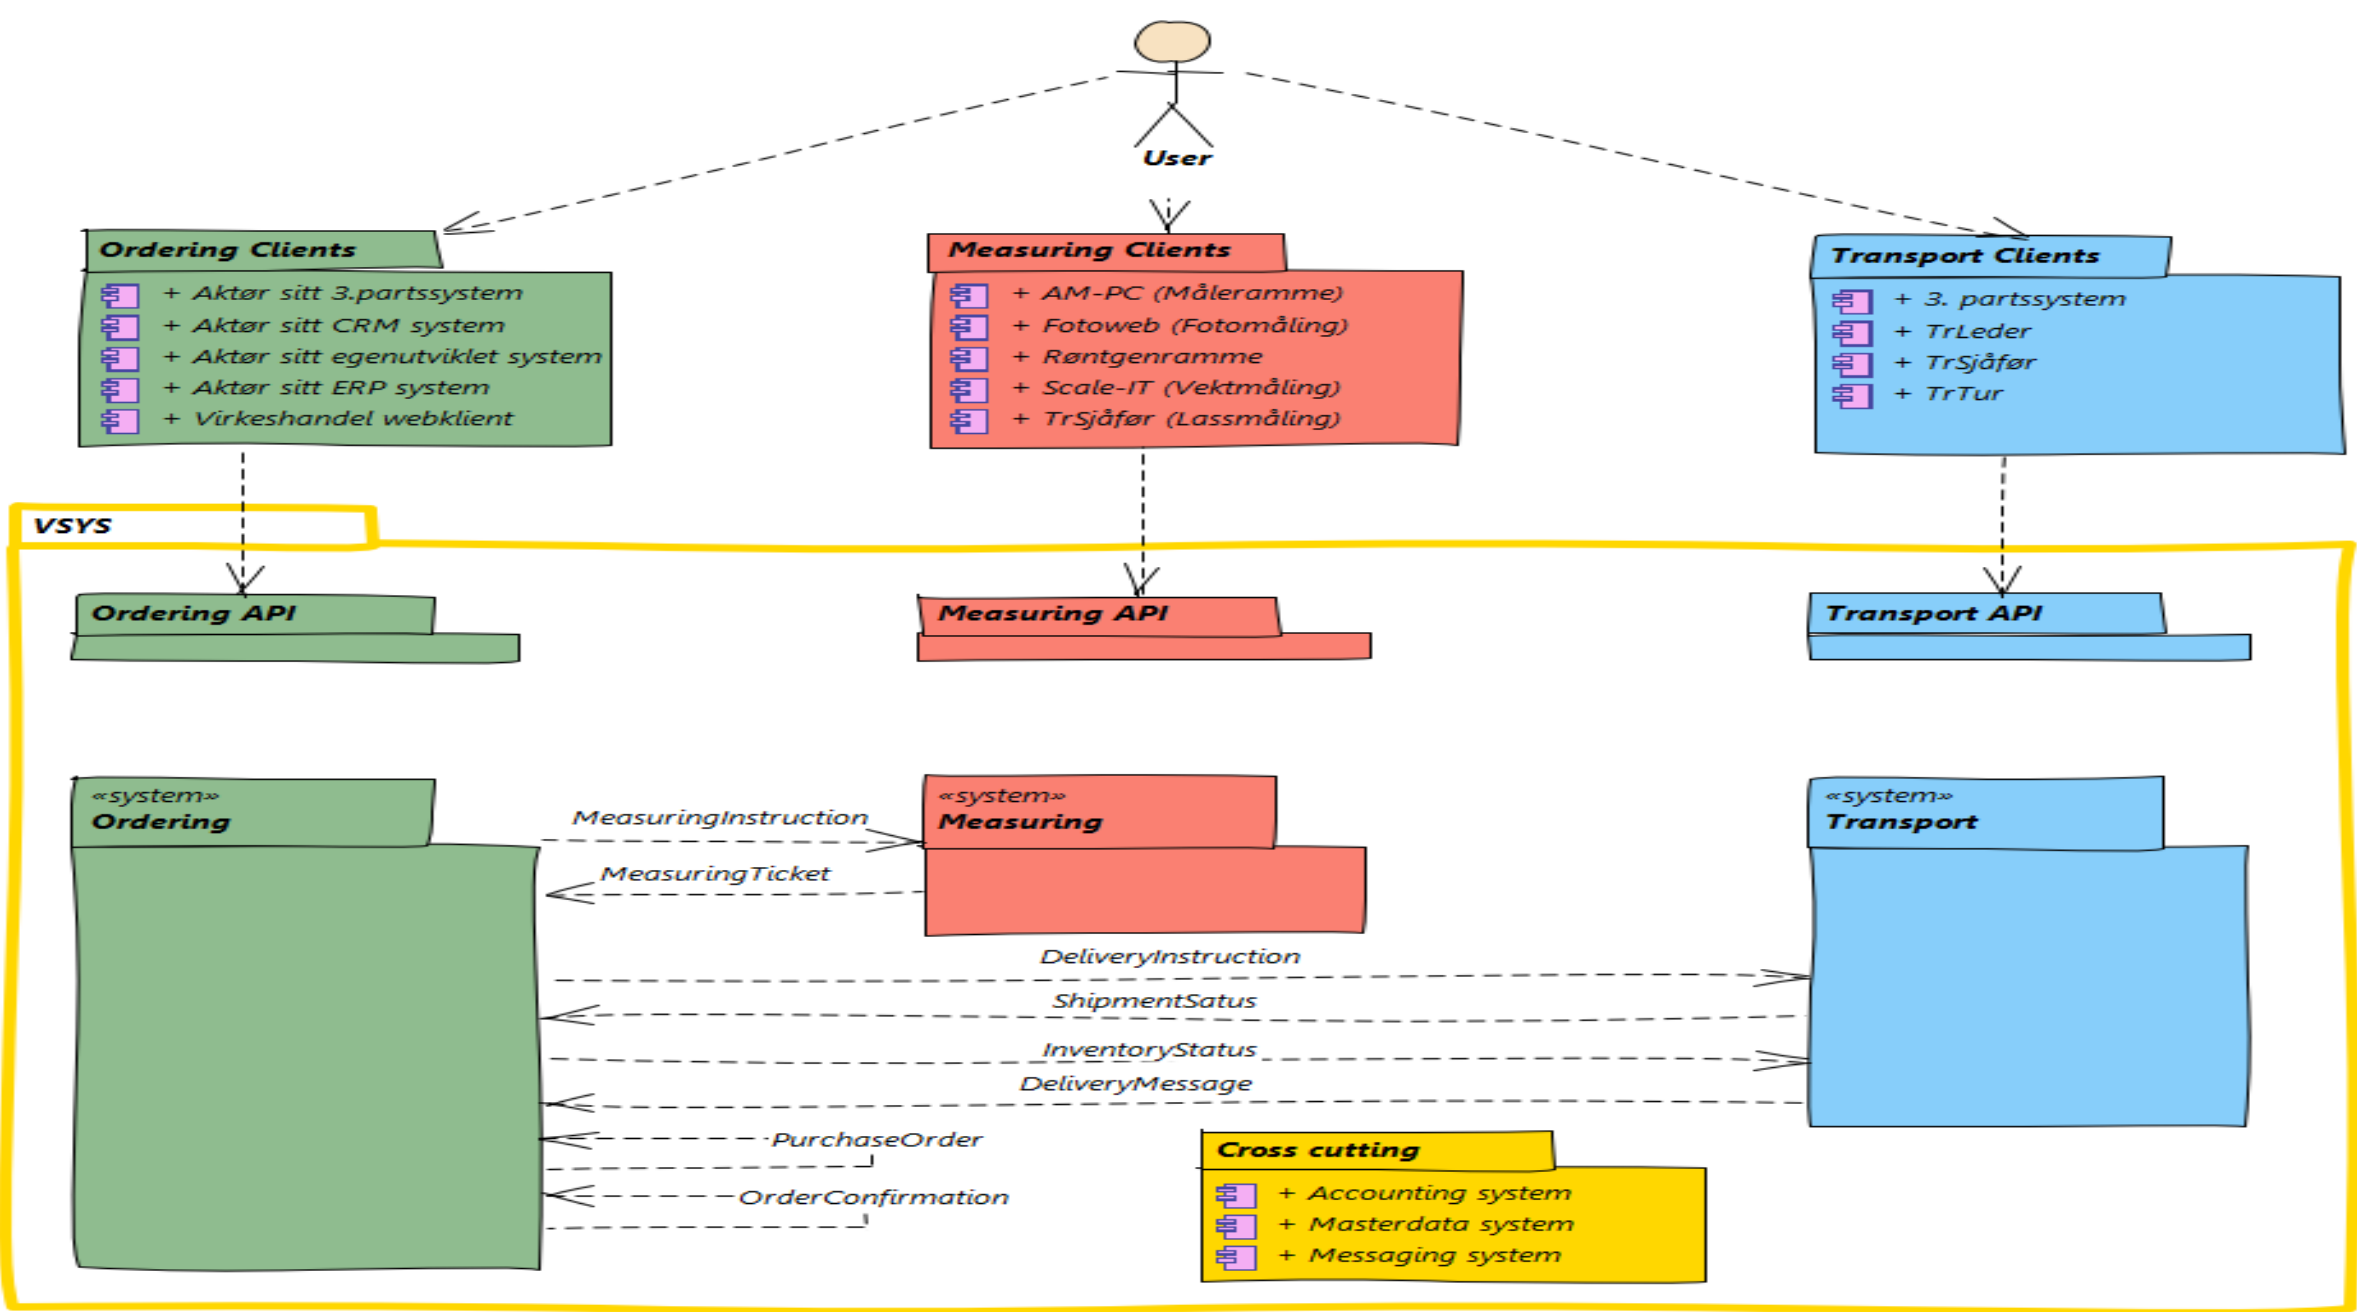 User
Ordering Clients
+ Aktør sitt 3.partssystem
+ Aktør sitt CRM system
+ Aktør sitt egenutviklet system
+ Aktør sitt ERP system
+ Virkeshandel webklient
Measuring Clients
+ AM-PC (Måleramme)
+ Fotoweb (Fotomåling)
+ Røntgenramme
+ Scale-IT (Vektmåling)
+ TrSjåfør (Lassmåling)
Transport Clients
+ 3. partssystem
+ TrLeder
+ TrSjåfør
+ TrTur
VSYS
Ordering API
Measuring API
Transport API
«system»
Ordering
MeasuringInstruction
MeasuringTicket
«system»
Measuring
«system»
Transport
DeliveryInstruction
ShipmentSatus
InventoryStatus
DeliveryMessage
PurchaseOrder
OrderConfirmation
Cross cutting
+ Accounting system
+ Masterdata system
+ Messaging system